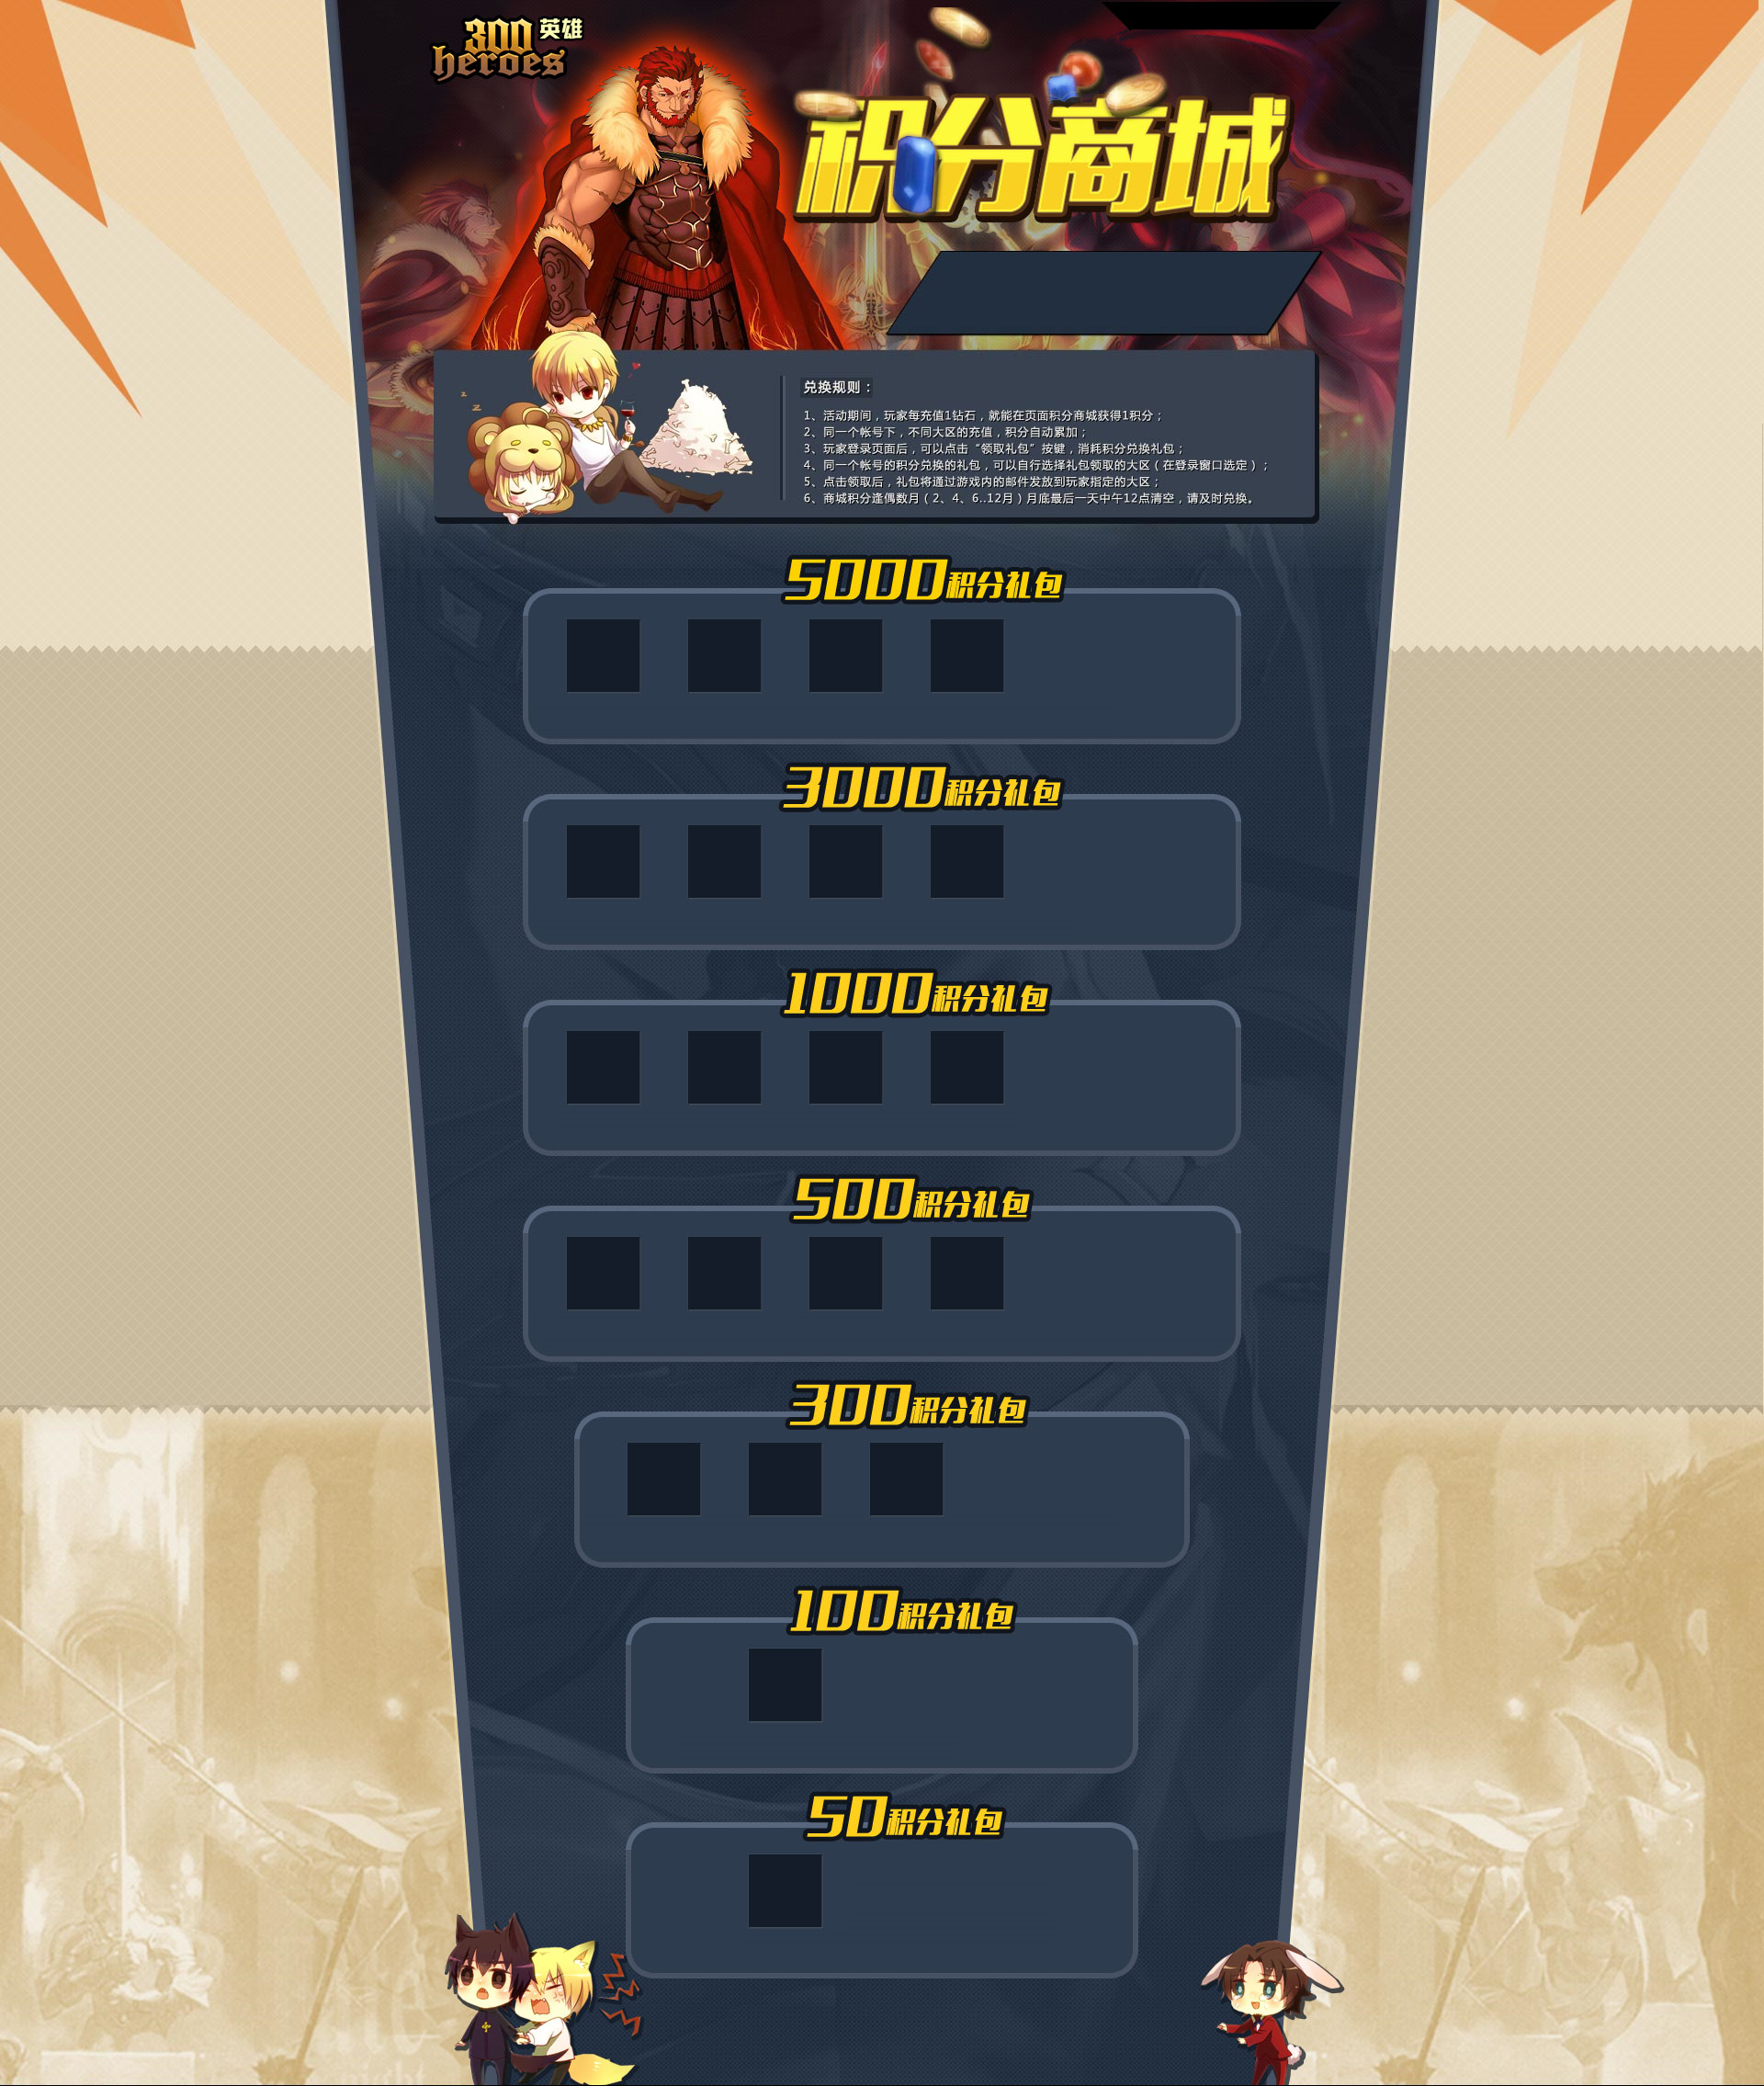 300 英雄
heroes
积分商城
兑换规则：
1、活动期间，玩家每充值1钻石，就能在页面积分商城获得1积分；
2、同一个帐号下，不同大区的充值，积分自动累加；
3、玩家登录页面后，可以点击“领取礼包”按键，消耗积分兑换礼包；
4、同一个帐号的积分兑换的礼包，可以自行选择礼包领取的大区（在登录窗口选定）；
5、点击领取后，礼包将通过游戏内的邮件发放到玩家指定的大区；
6、商城积分逢偶数月（2、4、6..12月）月底最后一天中午12点清空，请及时兑换。
5000积分礼包
3000积分礼包
1000积分礼包
500积分礼包
300积分礼包
100积分礼包
50积分礼包